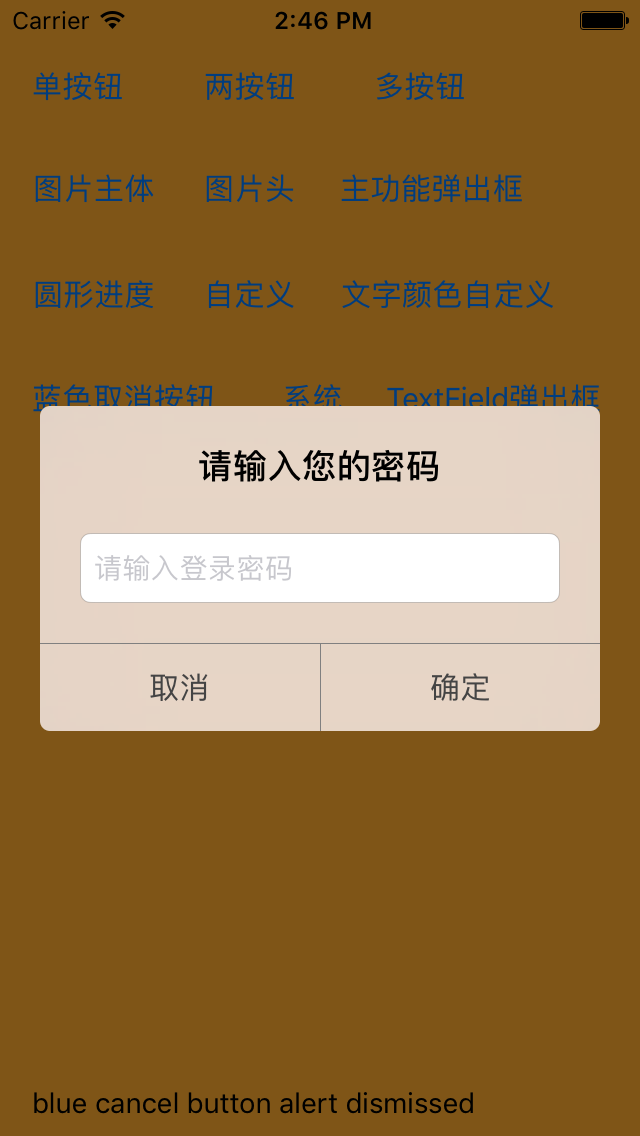 Carrier 2:46 PM
单按钮 两按钮 多按钮
图片主体 图片头 主功能弹出框
圆形进度 自定义 文字颜色自定义
蓝色取消按钮 系统 TextField弹出框
请输入您的密码
请输入登录密码
取消 确定
blue cancel button alert dismissed